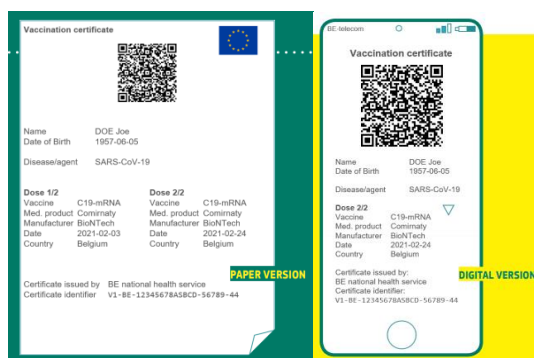 Vaccination certificate
Name DOE Joe
Date of Birth 1957-06-05
Disease/agent SARS-CoV-19
Dose 1/2 Dose 2/2
Vaccine C19-mRNA Vaccine C19-mRNA
Med. product Comirnaty Med. product Comirnaty
Manufacturer BioNTech Manufacturer BioNTech
Date 2021-02-03 Date 2021-02-24
Country Belgium Country Belgium
PAPER VERSION
Certificate issued by BE national health service
Certificate identifier V1-BE-12345678ASBCD-56789-44
BE-telecom
Vaccination certificate
Name DOE Joe
Date of Birth 1957-06-05
Disease/agent SARS-CoV-19
Dose 2/2
Vaccine C19-mRNA
Med. product Comirnaty
Manufacturer BioNTech
Date 2021-02-24
Country Belgium
Certificate issued by:
BE national health service
Certificate identifier:
V1-BE-12345678ASBCD-56789-44
DIGITAL VERSION